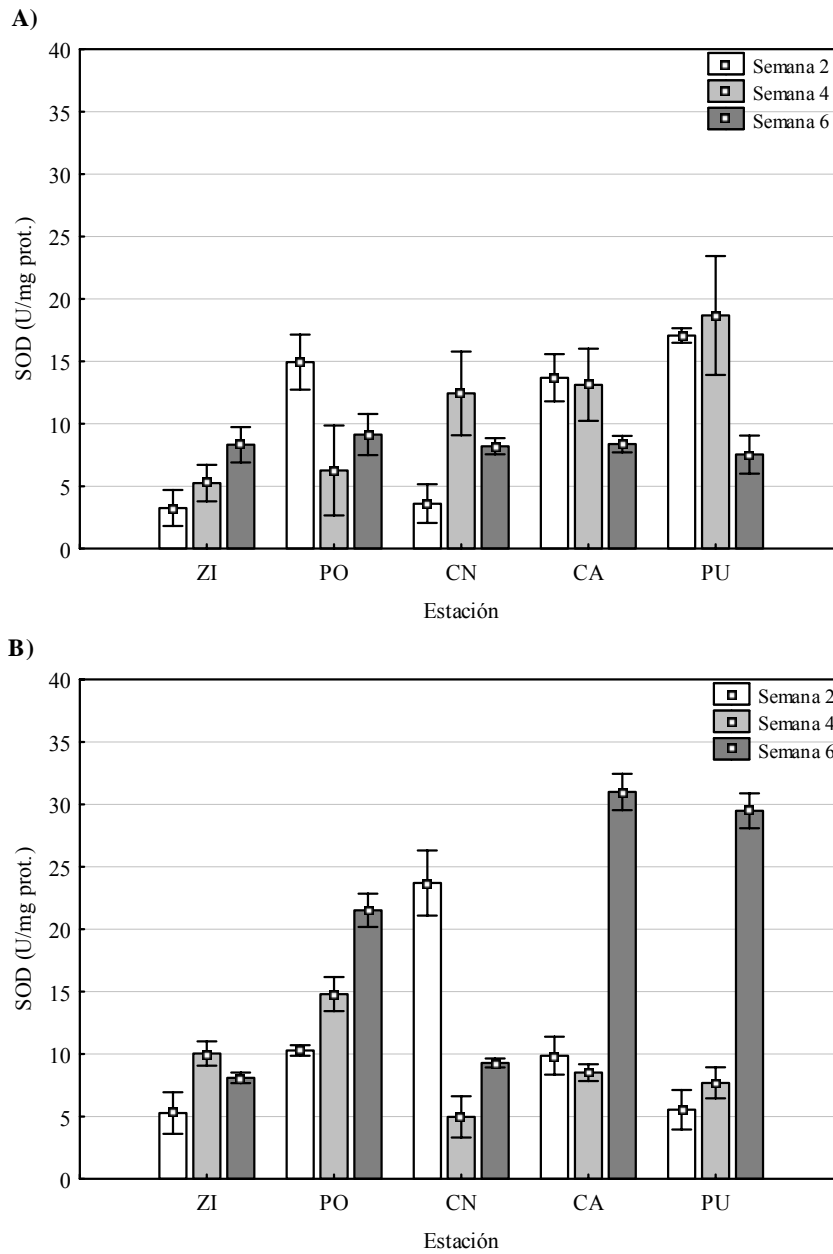 A)
40
35
30
25
20
15
10
5
0
SOD (U/mg prot.)
Semana 2
Semana 4
Semana 6
ZI PO CN CA PU
Estación
B)
40
35
30
25
20
15
10
5
0
SOD (U/mg prot.)
Semana 2
Semana 4
Semana 6
ZI PO CN CA PU
Estación